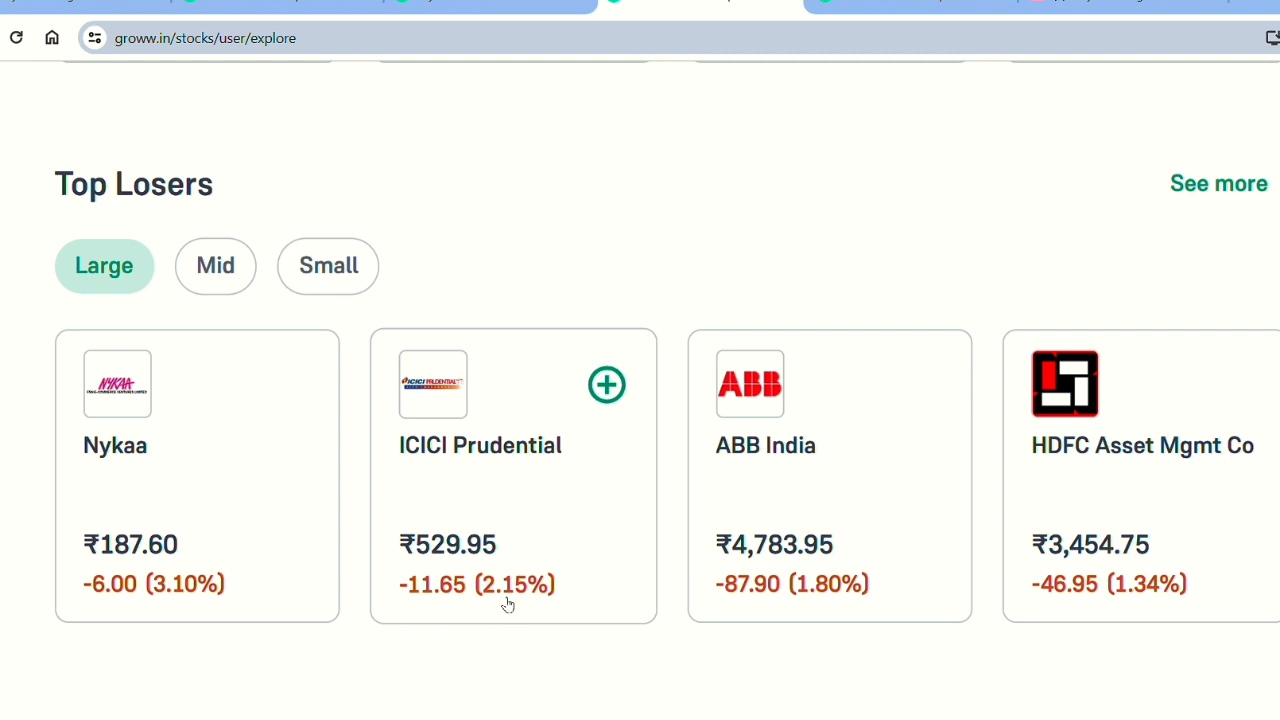 groww.in/stocks/user/explore
Top Losers
See more
Large Mid Small
NYKAA
ICICI PRUDENTIAL
ABB
Nykaa
ICICI Prudential
ABB India
HDFC Asset Mgmt Co
₹187.60
₹529.95
₹4,783.95
₹3,454.75
-6.00 (3.10%)
-11.65 (2.15%)
-87.90 (1.80%)
-46.95 (1.34%)